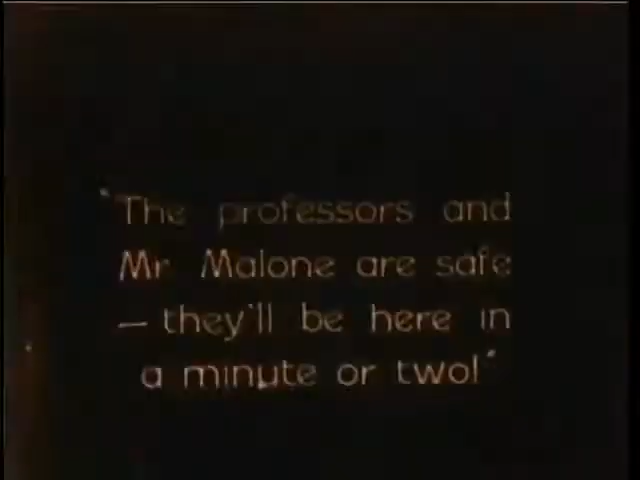 "The professors and
Mr Malone are safe
— they'll be here in
a minute or two!"